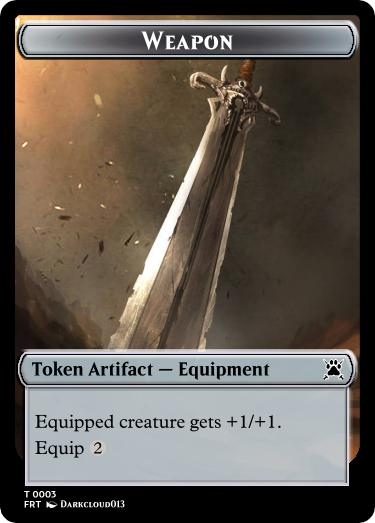 Weapon
Token Artifact — Equipment
Equipped creature gets +1/+1.
Equip 2
T 0003
FRT Darkcloud013